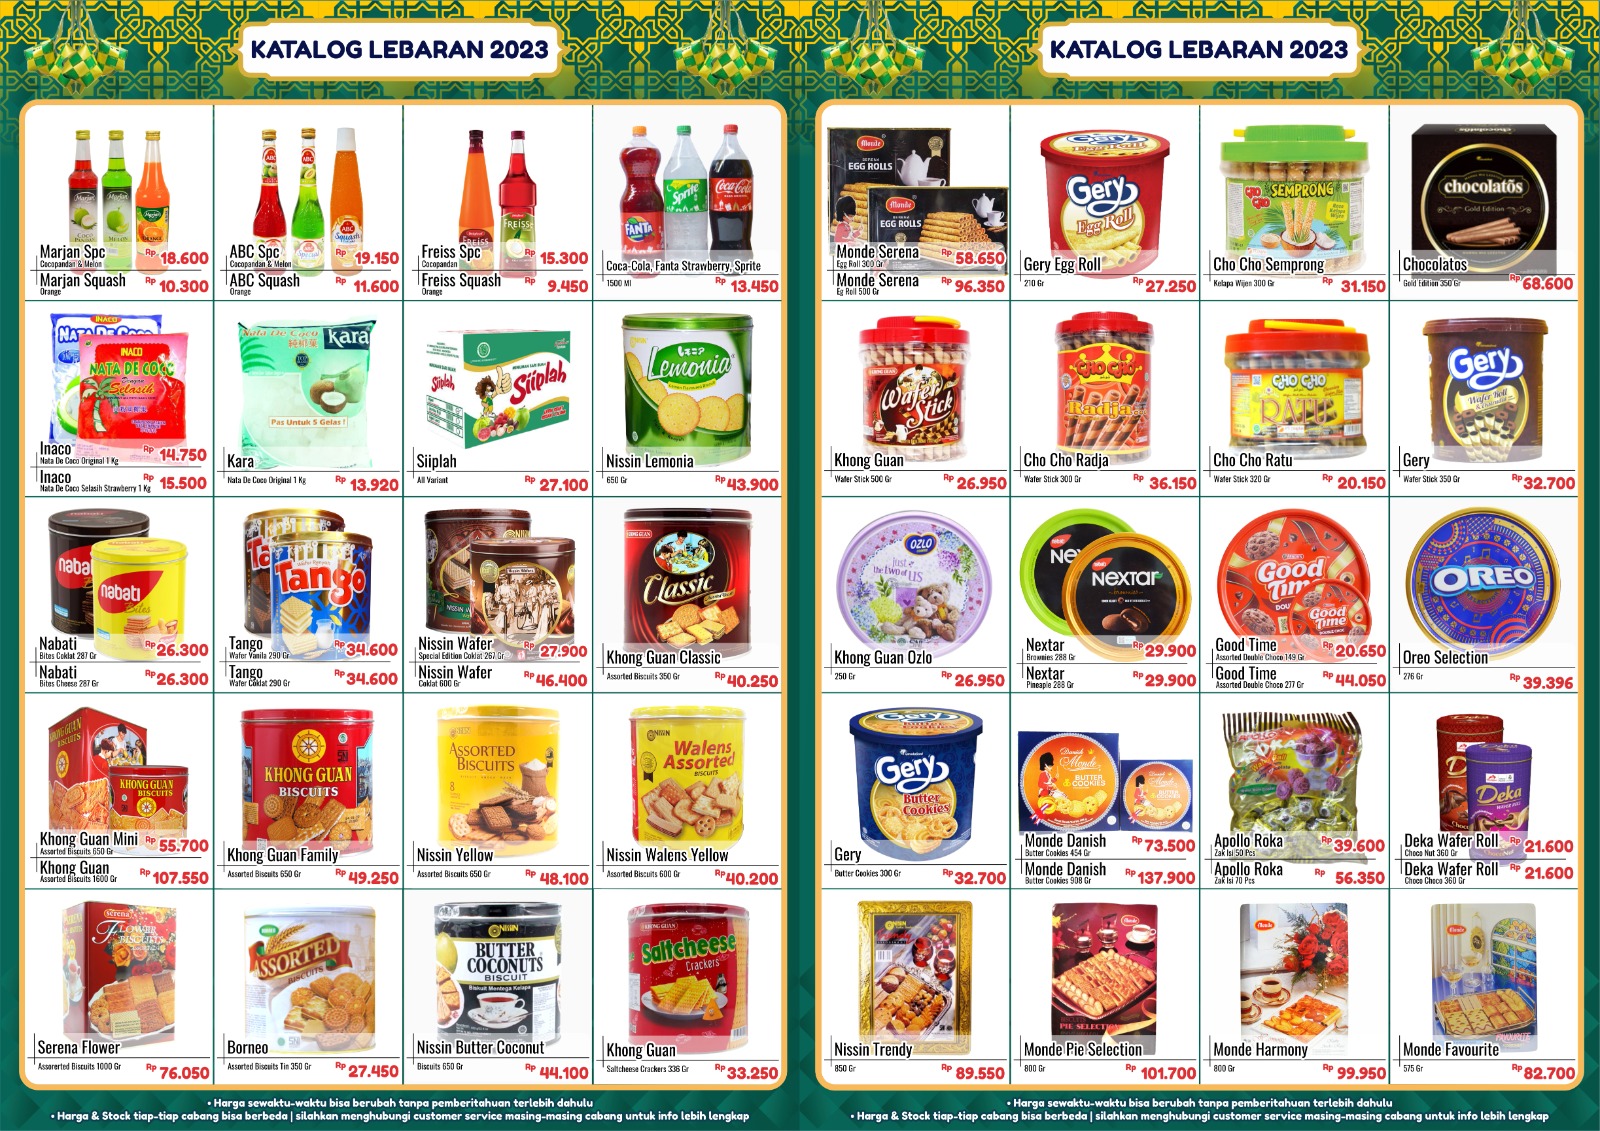 KATALOG LEBARAN 2023
Marjan Spc
Cocopandan & Melon
Rp 18.600
Marjan Squash
Orange
Rp 10.300
ABC Spc
Cocopandan & Melon
Rp 19.150
ABC Squash
Orange
Rp 11.600
Freiss Spc
Cocopandan
Rp 15.300
Freiss Squash
Orange
Rp 9.450
Coca-Cola, Fanta Strawberry, Sprite
1500 Ml
Rp 13.450
Inaco
Nata De Coco Original 1 Kg
Rp 14.750
Inaco
Nata De Coco Selasih Strawberry 1 Kg
Rp 15.500
Kara
Nata De Coco Original 1 Kg
Rp 13.920
Siiplah
All Variant
Rp 27.100
Nissin Lemonia
650 Gr
Rp 43.900
Nabati
Bites Coklat 287 Gr
Rp 26.300
Nabati
Bites Cheese 287 Gr
Rp 26.300
Tango
Wafer Vanila 290 Gr
Rp 34.600
Tango
Wafer Coklat 290 Gr
Rp 34.600
Nissin Wafer
Special Edition Coklat 267 Gr
Rp 27.900
Nissin Wafer
Coklat 600 Gr
Rp 46.400
Khong Guan Classic
Assorted Biscuits 350 Gr
Rp 40.250
Khong Guan Mini
Assorted Biscuits 650 Gr
Rp 55.700
Khong Guan
Assorted Biscuits 1600 Gr
Rp 107.550
Khong Guan Family
Assorted Biscuits 650 Gr
Rp 49.250
Nissin Yellow
Assorted Biscuits 650 Gr
Rp 48.100
Nissin Walens Yellow
Assorted Biscuits 600 Gr
Rp 40.200
Serena Flower
Assorerted Biscuits 1000 Gr
Rp 76.050
Borneo
Assorted Biscuits Tin 350 Gr
Rp 27.450
Nissin Butter Coconut
Biscuits 650 Gr
Rp 44.100
Khong Guan
Saltcheese Crackers 336 Gr
Rp 33.250
• Harga sewaktu-waktu bisa berubah tanpa pemberitahuan terlebih dahulu
• Harga & Stock tiap-tiap cabang bisa berbeda | silahkan menghubungi customer service masing-masing cabang untuk info lebih lengkap
KATALOG LEBARAN 2023
Monde Serena
Egg Roll 300 Gr
Rp 58.650
Monde Serena
Eg Roll 500 Gr
Rp 96.350
Gery Egg Roll
210 Gr
Rp 27.250
Cho Cho Semprong
Kelapa Wijen 300 Gr
Rp 31.150
Chocolatos
Gold Edition 350 Gr
Rp 68.600
Khong Guan
Wafer Stick 500 Gr
Rp 26.950
Cho Cho Radja
Wafer Stick 300 Gr
Rp 36.150
Cho Cho Ratu
Wafer Stick 320 Gr
Rp 20.150
Gery
Wafer Stick 350 Gr
Rp 32.700
Khong Guan Ozlo
250 Gr
Rp 26.950
Nextar
Brownies 288 Gr
Rp 29.900
Nextar
Pineaple 288 Gr
Rp 29.900
Good Time
Assorted Double Choco 149 Gr
Rp 20.650
Good Time
Assorted Double Choco 277 Gr
Rp 44.050
Oreo Selection
276 Gr
Rp 39.396
Gery
Butter Cookies 300 Gr
Rp 32.700
Monde Danish
Butter Cookies 454 Gr
Rp 73.500
Monde Danish
Butter Cookies 908 Gr
Rp 137.900
Apollo Roka
Zak Isi 50 Pcs
Rp 39.600
Apollo Roka
Zak Isi 70 Pcs
Rp 56.350
Deka Wafer Roll
Choco Nut 360 Gr
Rp 21.600
Deka Wafer Roll
Choco Choco 360 Gr
Rp 21.600
Nissin Trendy
850 Gr
Rp 89.550
Monde Pie Selection
800 Gr
Rp 101.700
Monde Harmony
800 Gr
Rp 99.950
Monde Favourite
575 Gr
Rp 82.700
• Harga sewaktu-waktu bisa berubah tanpa pemberitahuan terlebih dahulu
• Harga & Stock tiap-tiap cabang bisa berbeda | silahkan menghubungi customer service masing-masing cabang untuk info lebih lengkap